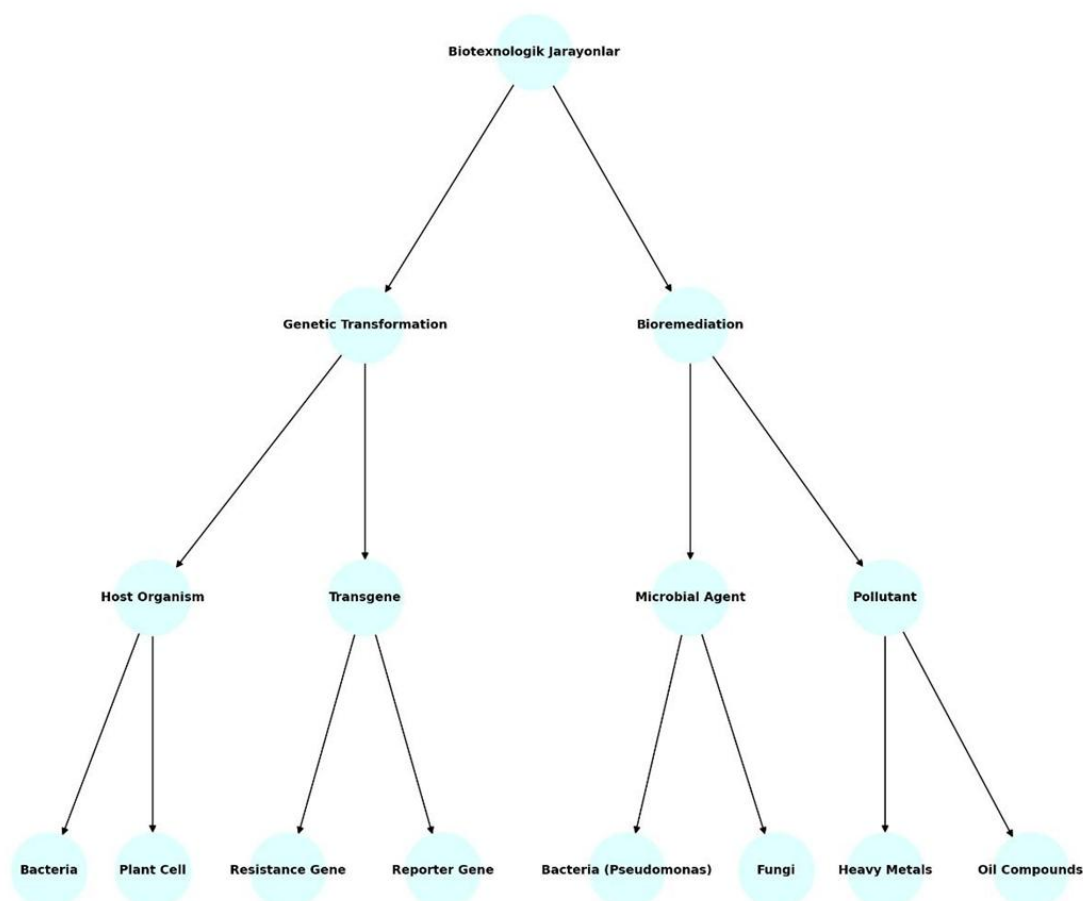 Biotexnologik Jarayonlar
Genetic Transformation
Bioremediation
Host Organism
Transgene
Microbial Agent
Pollutant
Bacteria
Plant Cell
Resistance Gene
Reporter Gene
Bacteria (Pseudomonas)
Fungi
Heavy Metals
Oil Compounds